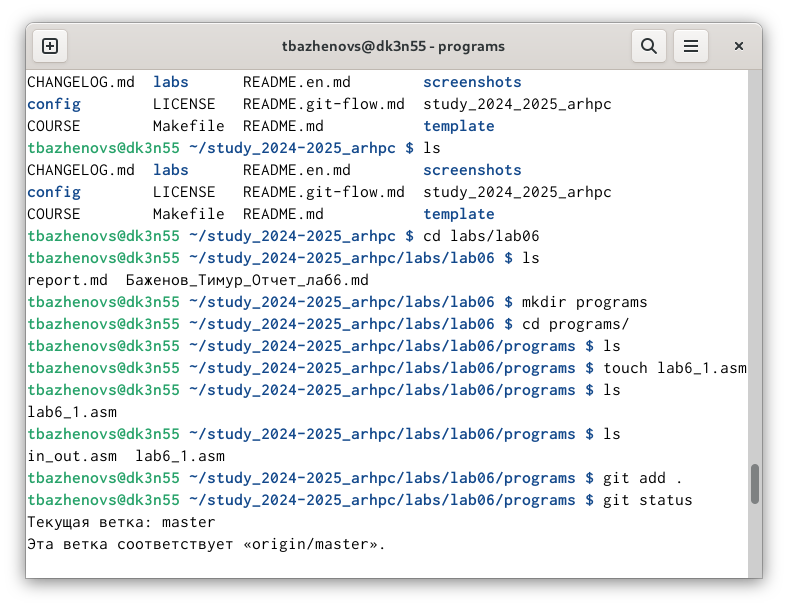 tbazhenovs@dk3n55 - programs
CHANGELOG.md  labs      README.en.md        screenshots
config        LICENSE   README.git-flow.md  study_2024_2025_arhpc
COURSE        Makefile  README.md           template
tbazhenovs@dk3n55 ~/study_2024-2025_arhpc $ ls
CHANGELOG.md  labs      README.en.md        screenshots
config        LICENSE   README.git-flow.md  study_2024_2025_arhpc
COURSE        Makefile  README.md           template
tbazhenovs@dk3n55 ~/study_2024-2025_arhpc $ cd labs/lab06
tbazhenovs@dk3n55 ~/study_2024-2025_arhpc/labs/lab06 $ ls
report.md  Баженов_Тимур_Отчет_лаб6.md
tbazhenovs@dk3n55 ~/study_2024-2025_arhpc/labs/lab06 $ mkdir programs
tbazhenovs@dk3n55 ~/study_2024-2025_arhpc/labs/lab06 $ cd programs/
tbazhenovs@dk3n55 ~/study_2024-2025_arhpc/labs/lab06/programs $ ls
tbazhenovs@dk3n55 ~/study_2024-2025_arhpc/labs/lab06/programs $ touch lab6_1.asm
tbazhenovs@dk3n55 ~/study_2024-2025_arhpc/labs/lab06/programs $ ls
lab6_1.asm
tbazhenovs@dk3n55 ~/study_2024-2025_arhpc/labs/lab06/programs $ ls
in_out.asm  lab6_1.asm
tbazhenovs@dk3n55 ~/study_2024-2025_arhpc/labs/lab06/programs $ git add .
tbazhenovs@dk3n55 ~/study_2024-2025_arhpc/labs/lab06/programs $ git status
Текущая ветка: master
Эта ветка соответствует «origin/master».